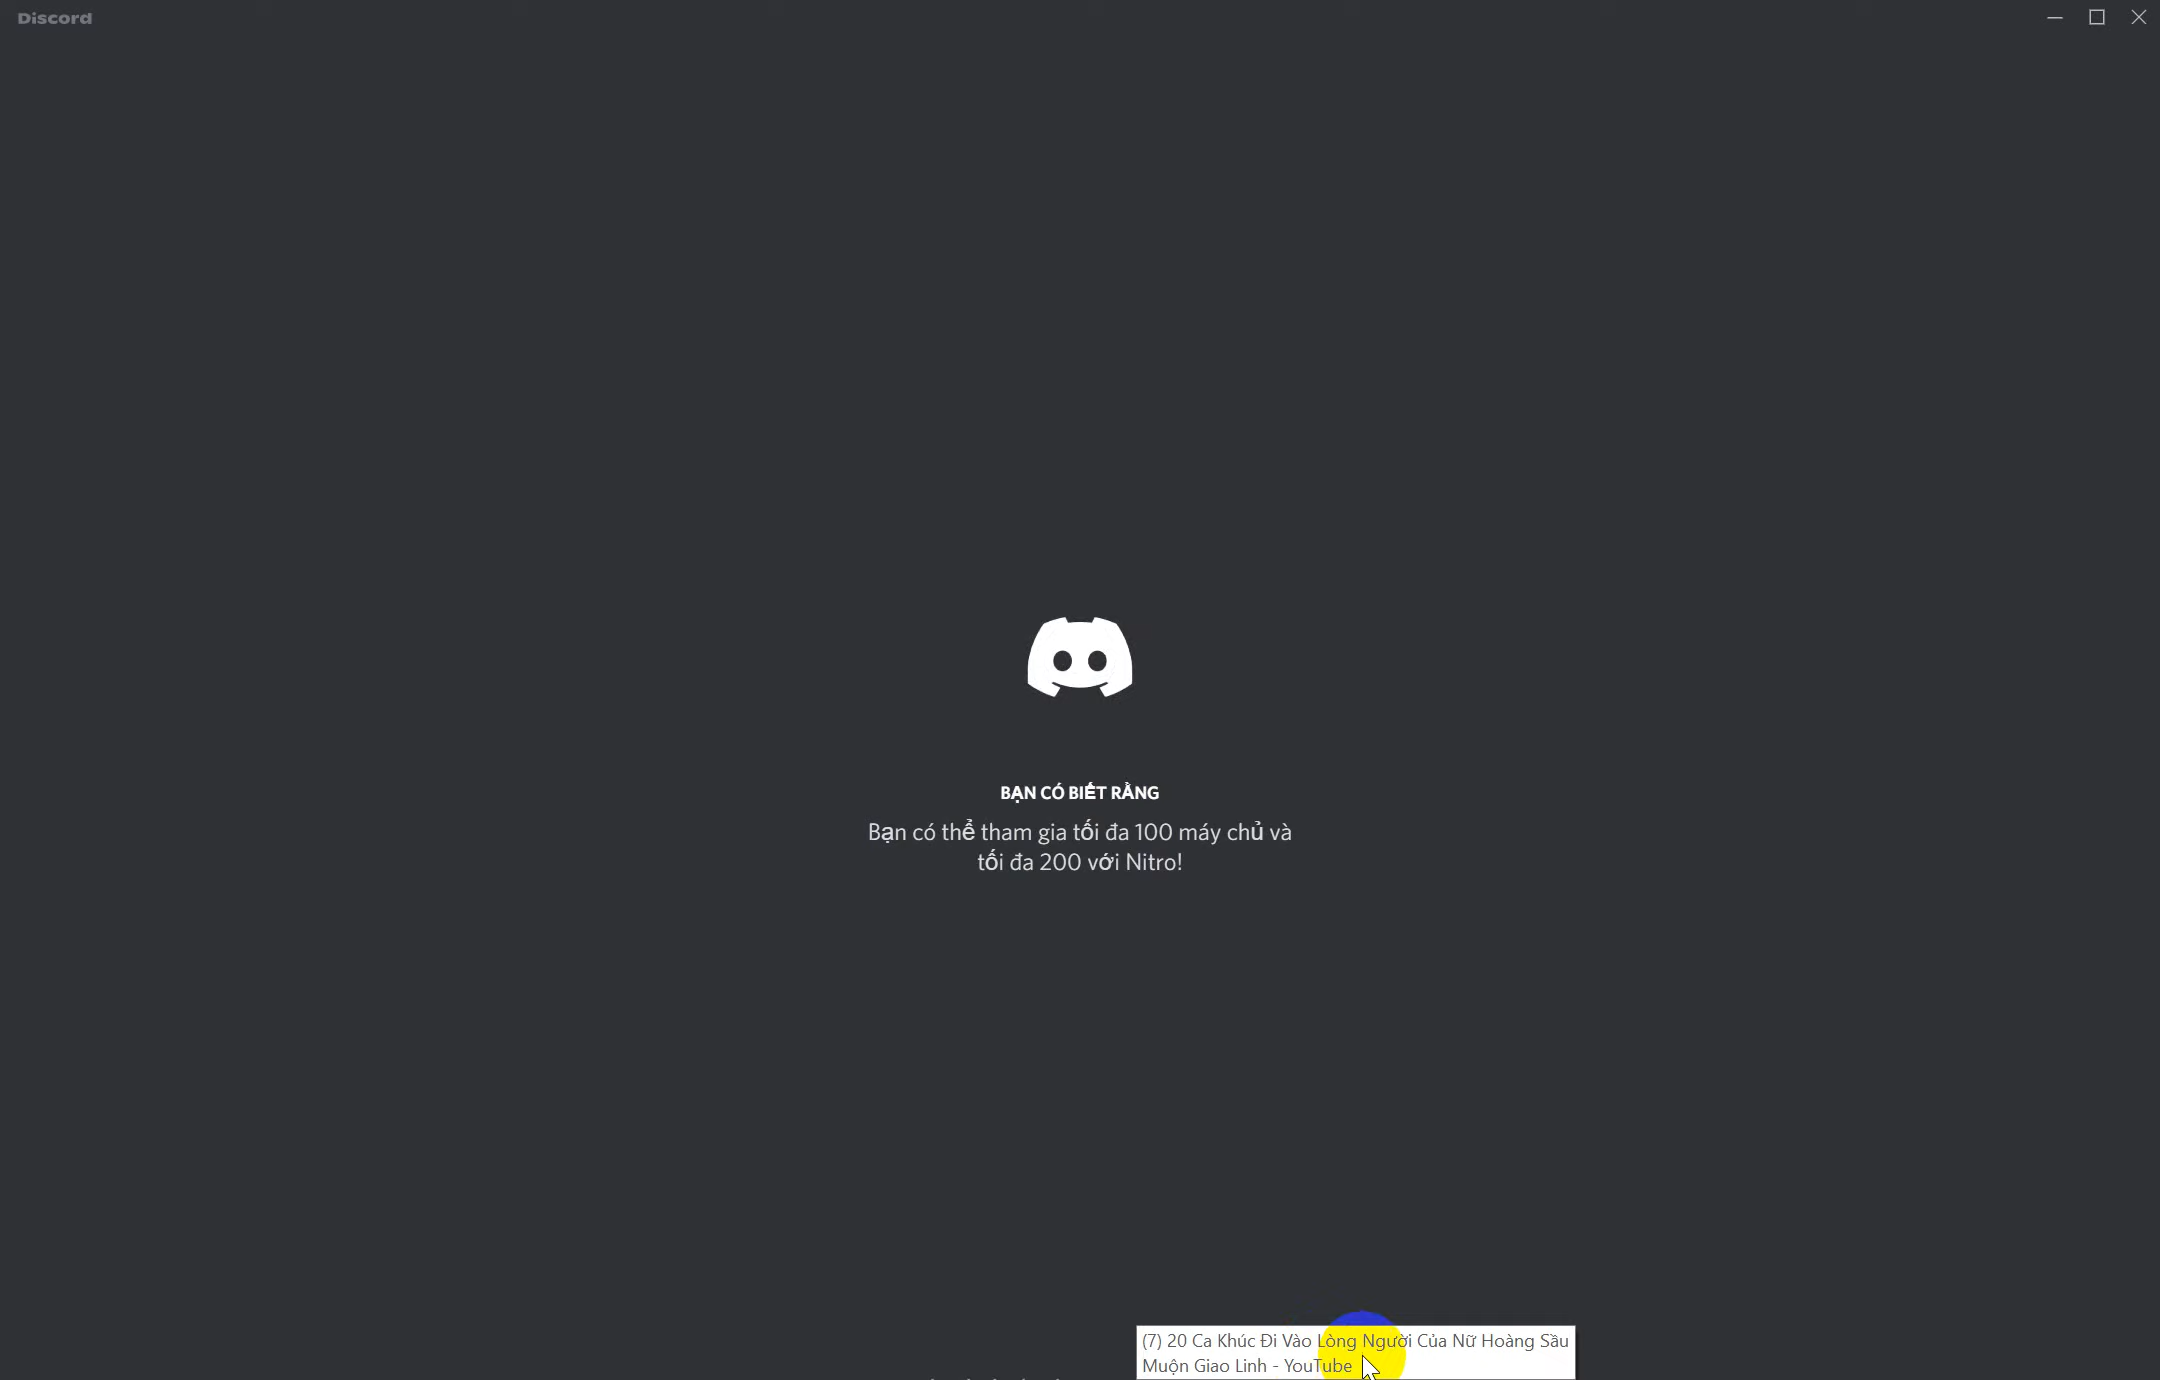 Discord
BẠN CÓ BIẾT RẰNG
Bạn có thể tham gia tối đa 100 máy chủ và
tối đa 200 với Nitro!
(7) 20 Ca Khúc Đi Vào Lòng Người Của Nữ Hoàng Sầu
Muộn Giao Linh - YouTube